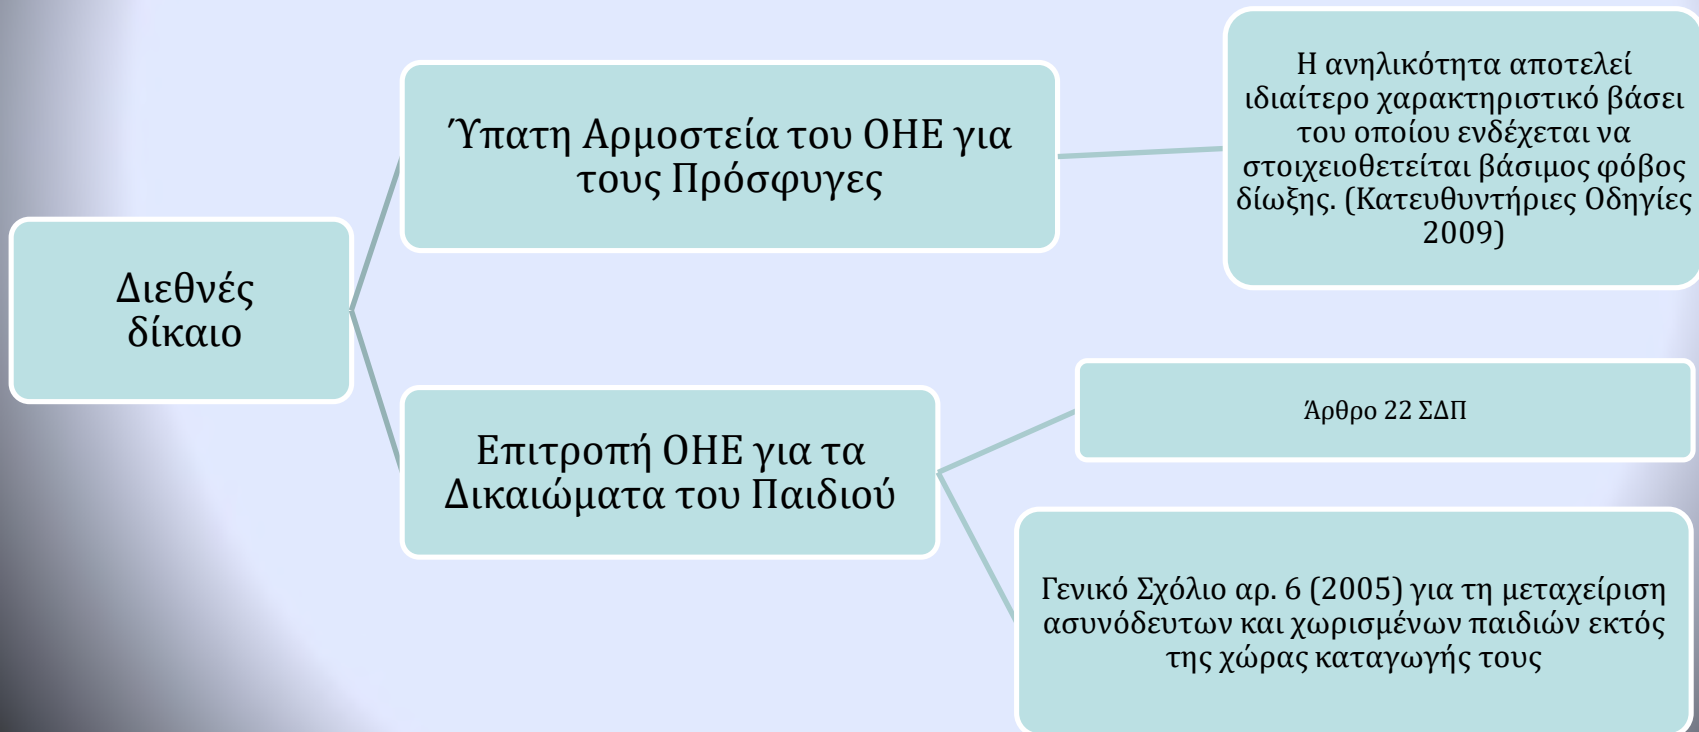 Διεθνές
δίκαιο
Ύπατη Αρμοστεία του ΟΗΕ για
τους Πρόσφυγες
Η ανηλικότητα αποτελεί
ιδιαίτερο χαρακτηριστικό βάσει
του οποίου ενδέχεται να
στοιχειοθετείται βάσιμος φόβος
δίωξης. (Κατευθυντήριες Οδηγίες
2009)
Επιτροπή ΟΗΕ για τα
Δικαιώματα του Παιδιού
Άρθρο 22 ΣΔΠ
Γενικό Σχόλιο αρ. 6 (2005) για τη μεταχείριση
ασυνόδευτων και χωρισμένων παιδιών εκτός
της χώρας καταγωγής τους